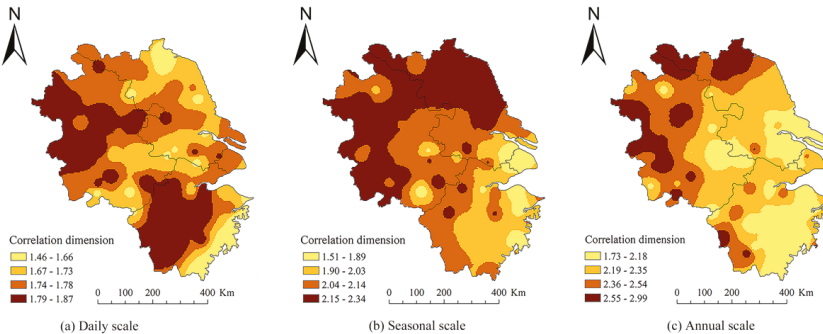 N
Correlation dimension
1.46 - 1.66
1.67 - 1.73
1.74 - 1.78
1.79 - 1.87
0 200 400 Km
(a) Daily scale
N
Correlation dimension
1.51 - 1.89
1.90 - 2.03
2.04 - 2.14
2.15 - 2.34
0 200 400 Km
(b) Seasonal scale
N
Correlation dimension
1.73 - 2.18
2.19 - 2.35
2.36 - 2.54
2.55 - 2.99
0 200 400 Km
(c) Annual scale